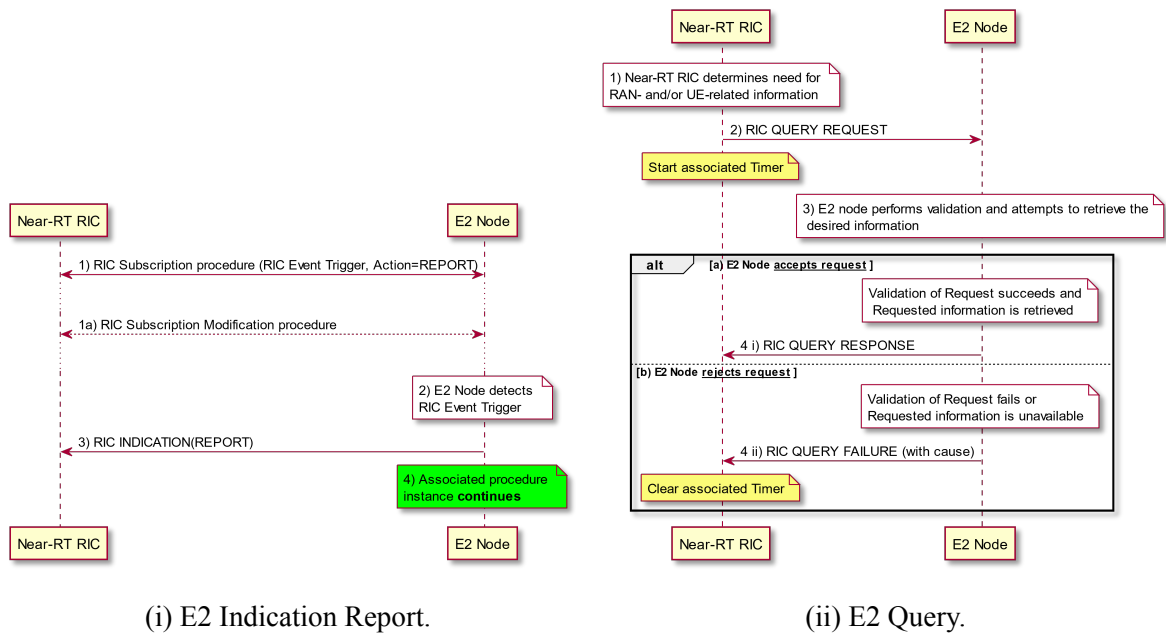 Near-RT RIC
E2 Node
1) RIC Subscription procedure (RIC Event Trigger, Action=REPORT)
1a) RIC Subscription Modification procedure
2) E2 Node detects
RIC Event Trigger
3) RIC INDICATION(REPORT)
4) Associated procedure
instance continues
Near-RT RIC
E2 Node
(i) E2 Indication Report.
Near-RT RIC
E2 Node
1) Near-RT RIC determines need for
RAN- and/or UE-related information
2) RIC QUERY REQUEST
Start associated Timer
3) E2 node performs validation and attempts to retrieve the
desired information
alt
[a) E2 Node accepts request ]
Validation of Request succeeds and
Requested information is retrieved
4 i) RIC QUERY RESPONSE
[b) E2 Node rejects request ]
Validation of Request fails or
Requested information is unavailable
4 ii) RIC QUERY FAILURE (with cause)
Clear associated Timer
Near-RT RIC
E2 Node
(ii) E2 Query.